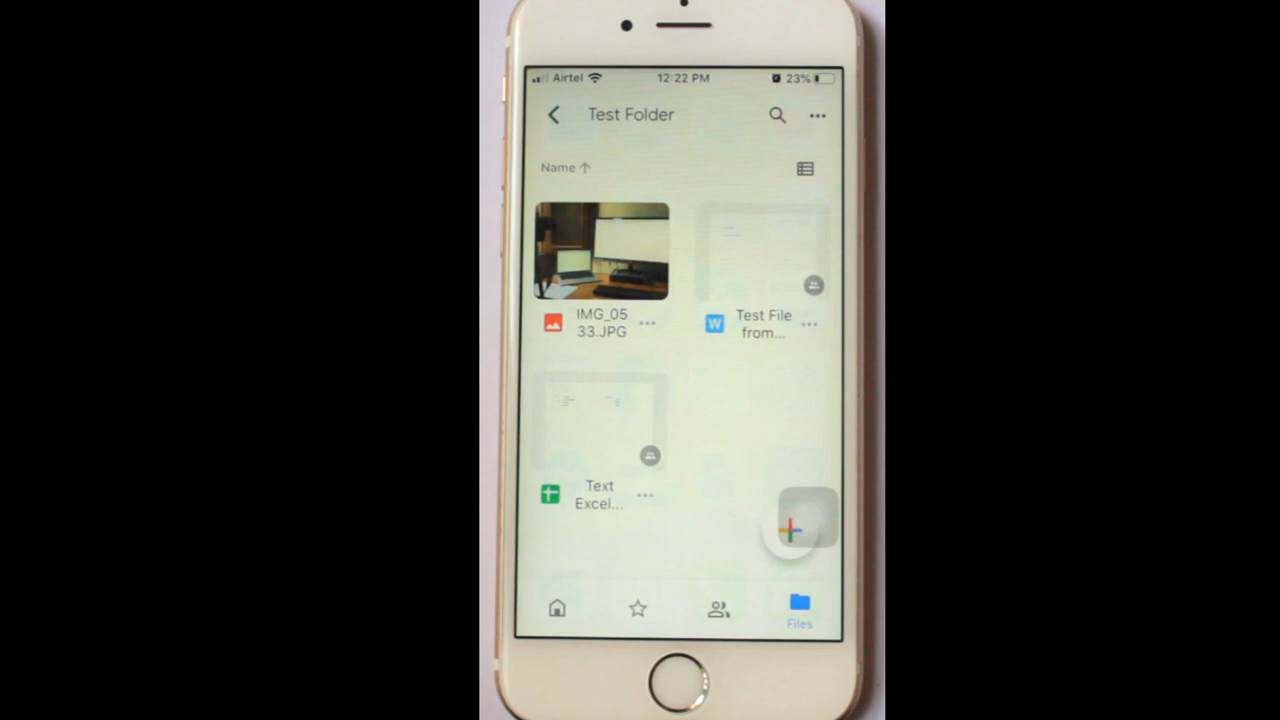 Airtel 12:22 PM 23%
Test Folder
Name
IMG_05
33.JPG
W
Test File
from...
Text
Excel...
Files